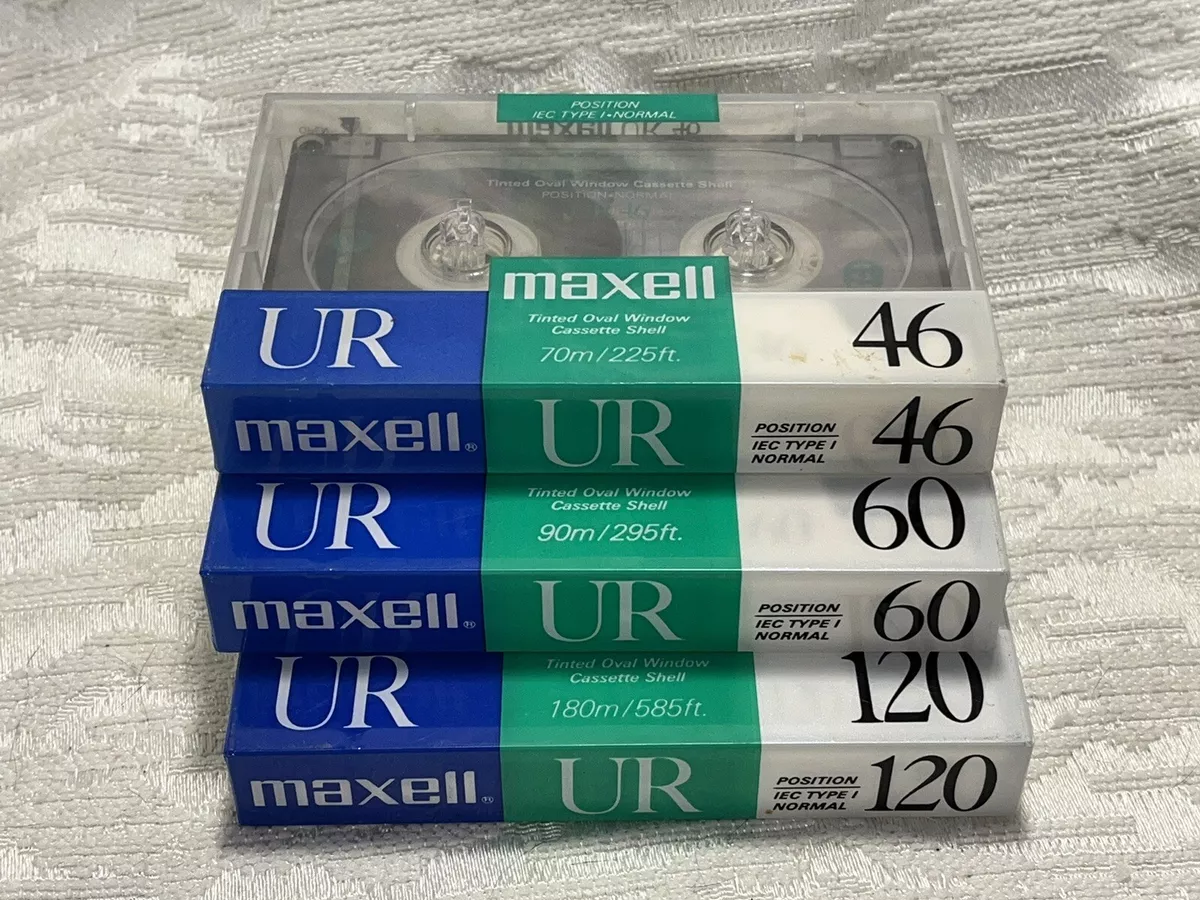 POSITION
IEC TYPE I•NORMAL
maxell UR 46
Tinted Oval Window Cassette Shell
POSITION•NORMAL
maxell
UR
Tinted Oval Window
Cassette Shell
70m/225ft.
46
maxell®
UR
POSITION
IEC TYPE I
NORMAL
46
UR
Tinted Oval Window
Cassette Shell
90m/295ft.
60
maxell®
UR
POSITION
IEC TYPE I
NORMAL
60
UR
Tinted Oval Window
Cassette Shell
180m/585ft.
120
maxell®
UR
POSITION
IEC TYPE I
NORMAL
120